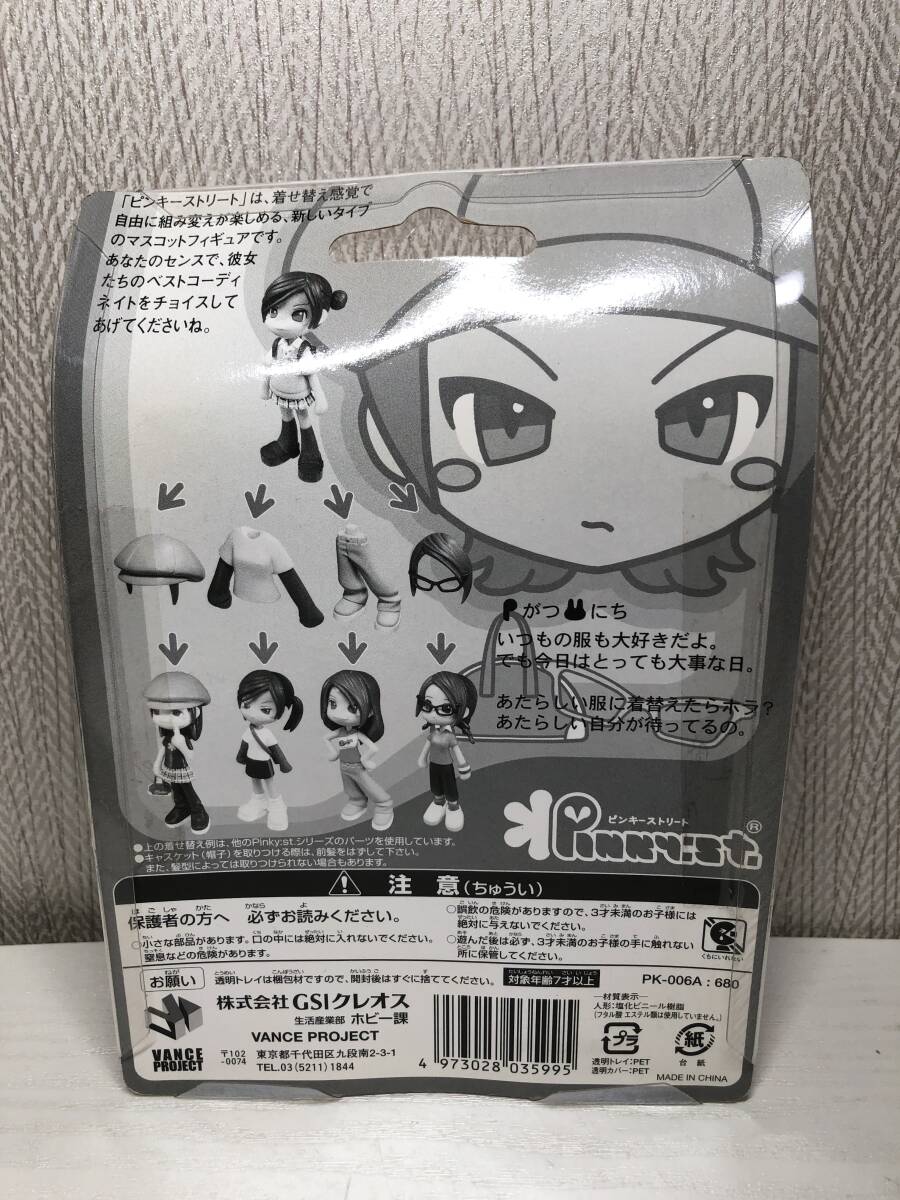 「ピンキーストリート」は、着せ替え感覚で
自由に組み変えが楽しめる、新しいタイプ
のマスコットフィギュアです。
あなたのセンスで、彼女
たちのベストコーディ
ネイトをチョイスして
あげてくださいね。
がつ にち
いつもの服も大好きだよ。
でも今日はとっても大事な日。
あたらしい服に着替えたらホラ?
あたらしい自分が待ってるの。
ピンキーストリート
Pinky:st.®
●上の着せ替え例は、他のPinky:st.シリーズのパーツを使用しています。
●キャスケット(帽子)を取りつける際は、前髪をはずして下さい。
また、髪型によっては取りつけられない場合もあります。
注意(ちゅうい)
保護者の方へ 必ずお読みください。
ほごしゃ かた かなら よ
○小さな部品があります。口の中には絶対に入れないでください。
窒息などの危険があります。
○誤飲の危険がありますので、3才未満のお子様には
絶対に与えないでください。
○遊んだ後は必ず、3才未満のお子様の手に触れない
所に保管してください。
くちにいれない
お願い 透明トレイは梱包材ですので、開封後はすぐに捨ててください。
対象年齢7才以上
PK-006A : 680
VANCE
PROJECT
株式会社GSIクレオス
生活産業部 ホビー課
VANCE PROJECT
〒102
-0074
東京都千代田区九段南2-3-1
TEL.03(5211)1844
4 973028 035995
―材質表示―
人形:塩化ビニール樹脂
(フタル酸エステル類は使用していません。)
プラ
透明トレイ:PET
透明カバー:PET
紙
台紙
MADE IN CHINA